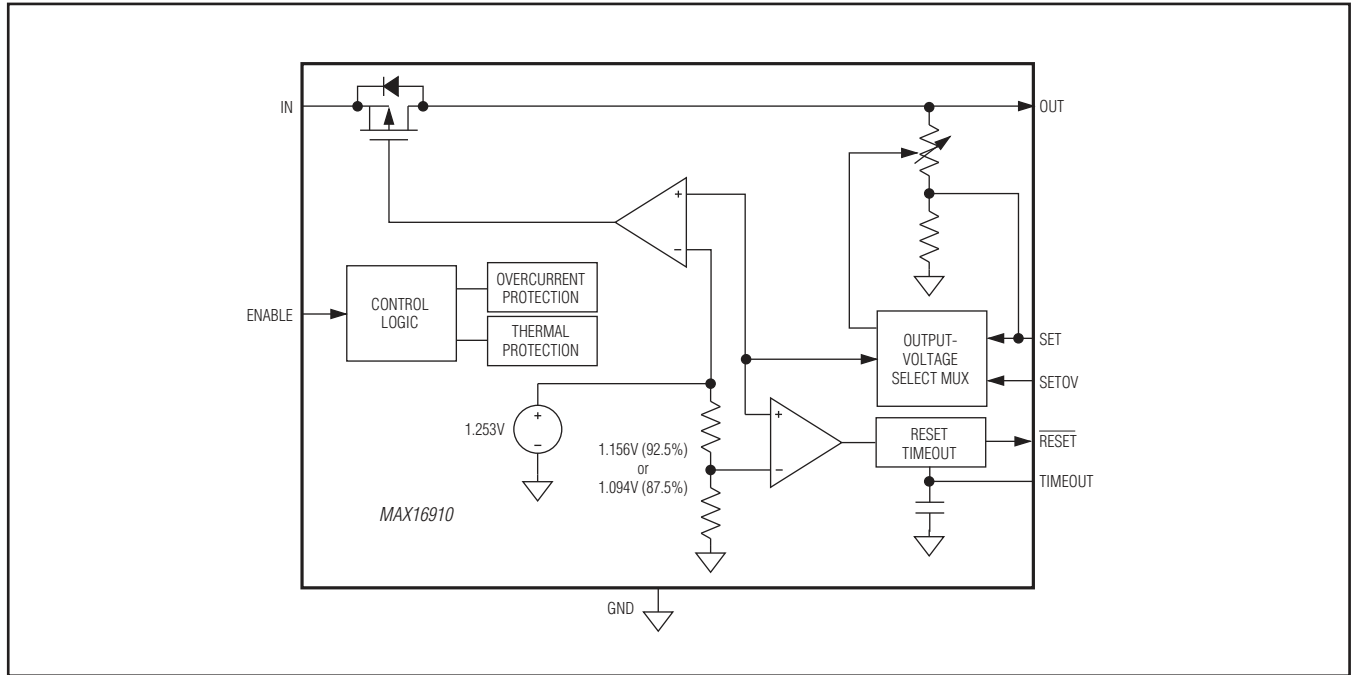 IN
OUT
+
−
OVERCURRENT
PROTECTION
CONTROL
LOGIC
ENABLE
THERMAL
PROTECTION
OUTPUT-
VOLTAGE
SELECT MUX
SET
SETOV
+
−
1.253V
1.156V (92.5%)
or
1.094V (87.5%)
+
−
RESET
TIMEOUT
RESET
TIMEOUT
MAX16910
GND